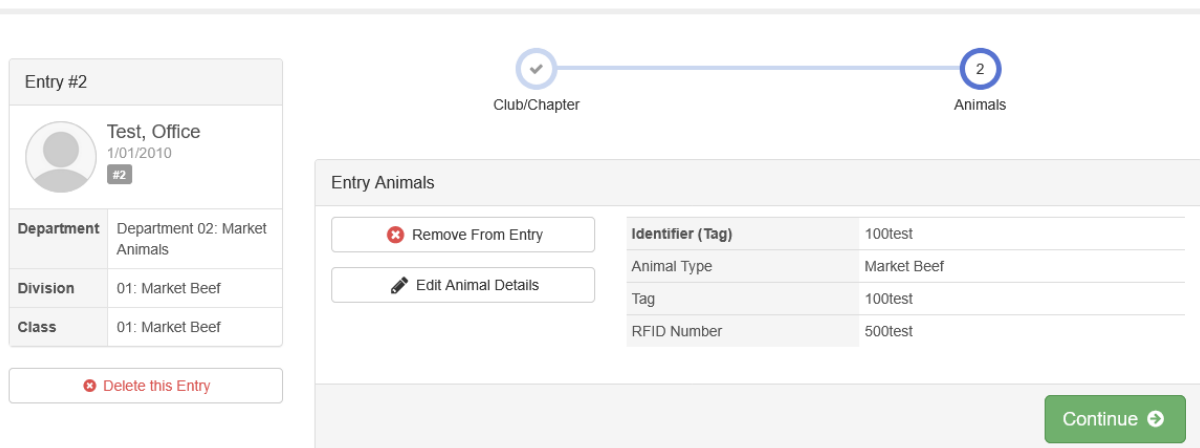 Entry #2
Test, Office
1/01/2010
#2
Department Department 02: Market
Animals
Division 01: Market Beef
Class 01: Market Beef
Delete this Entry
2
Club/Chapter Animals
Entry Animals
Remove From Entry
Edit Animal Details
Identifier (Tag) 100test
Animal Type Market Beef
Tag 100test
RFID Number 500test
Continue